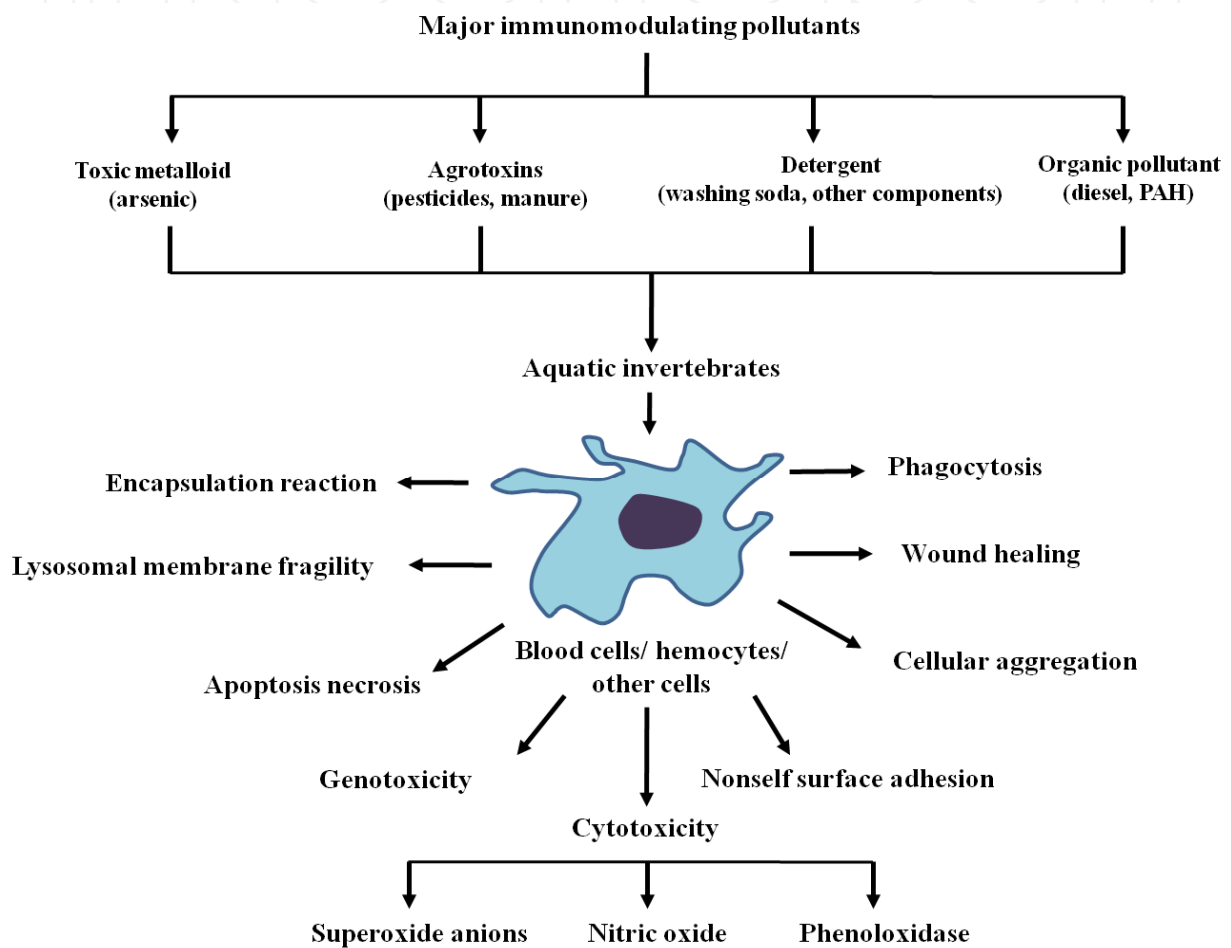 Major immunomodulating pollutants
Toxic metalloid
(arsenic)
Agrotoxins
(pesticides, manure)
Detergent
(washing soda, other components)
Organic pollutant
(diesel, PAH)
Aquatic invertebrates
Encapsulation reaction
Phagocytosis
Lysosomal membrane fragility
Wound healing
Blood cells/ hemocytes/
other cells
Apoptosis necrosis
Cellular aggregation
Genotoxicity
Nonself surface adhesion
Cytotoxicity
Superoxide anions
Nitric oxide
Phenoloxidase